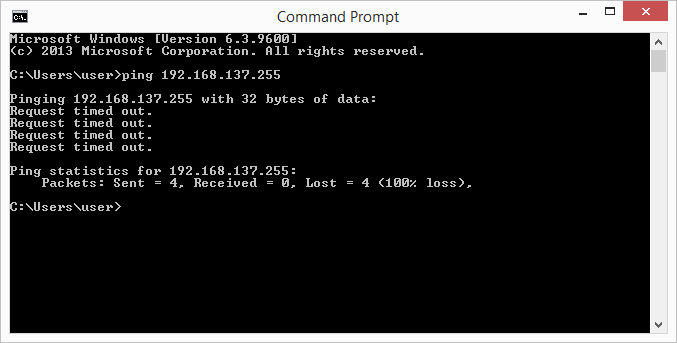 Command Prompt
Microsoft Windows [Version 6.3.9600]
(c) 2013 Microsoft Corporation. All rights reserved.
C:\Users\user>ping 192.168.137.255
Pinging 192.168.137.255 with 32 bytes of data:
Request timed out.
Request timed out.
Request timed out.
Request timed out.
Ping statistics for 192.168.137.255:
    Packets: Sent = 4, Received = 0, Lost = 4 (100% loss),
C:\Users\user>